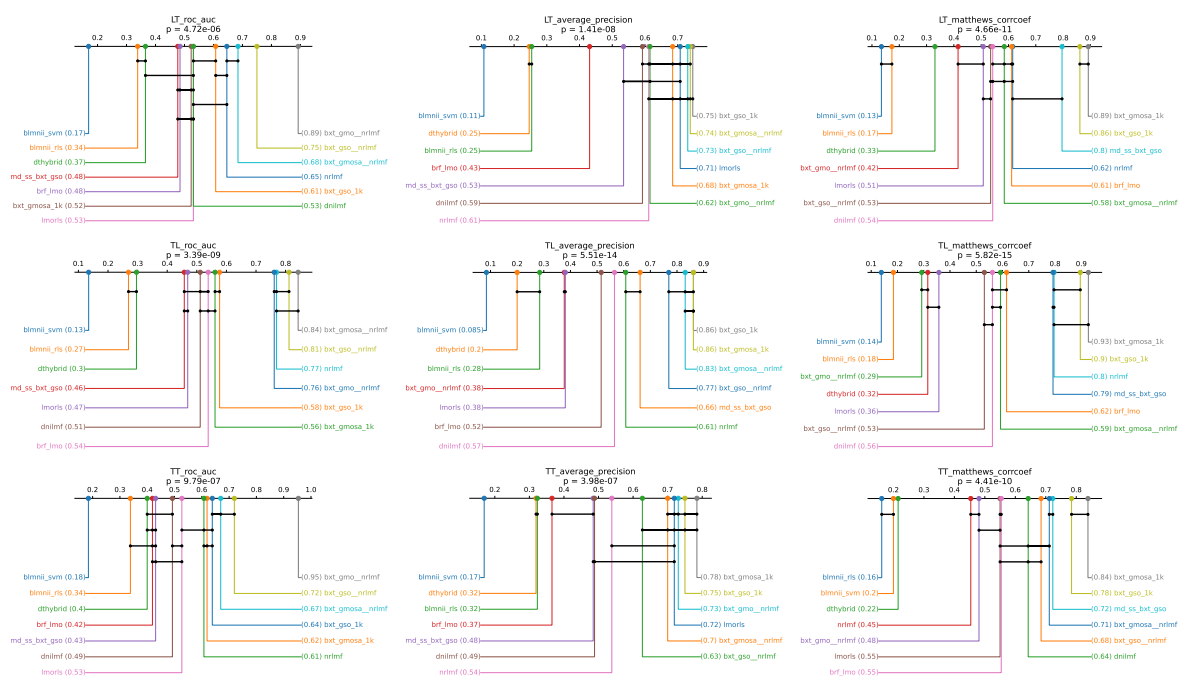 LT_roc_auc
p = 4.72e-06
0.2 0.3 0.4 0.5 0.6 0.7 0.8 0.9
blmnii_svm (0.17)
blmnii_rls (0.34)
dthybrid (0.37)
md_ss_bxt_gso (0.48)
brf_lmo (0.48)
bxt_gmosa_1k (0.52)
lmorls (0.53)
(0.89) bxt_gmo__nrlmf
(0.75) bxt_gso__nrlmf
(0.68) bxt_gmosa__nrlmf
(0.65) nrlmf
(0.61) bxt_gso_1k
(0.53) dnilmf
LT_average_precision
p = 1.41e-08
0.1 0.2 0.3 0.4 0.5 0.6 0.7
blmnii_svm (0.11)
dthybrid (0.25)
blmnii_rls (0.25)
brf_lmo (0.43)
md_ss_bxt_gso (0.53)
dnilmf (0.59)
nrlmf (0.61)
(0.75) bxt_gso_1k
(0.74) bxt_gmosa__nrlmf
(0.73) bxt_gso__nrlmf
(0.71) lmorls
(0.68) bxt_gmosa_1k
(0.62) bxt_gmo__nrlmf
LT_matthews_corrcoef
p = 4.66e-11
0.1 0.2 0.3 0.4 0.5 0.6 0.7 0.8 0.9
blmnii_svm (0.13)
blmnii_rls (0.17)
dthybrid (0.33)
bxt_gmo__nrlmf (0.42)
lmorls (0.51)
bxt_gso__nrlmf (0.53)
dnilmf (0.54)
(0.89) bxt_gmosa_1k
(0.86) bxt_gso_1k
(0.8) md_ss_bxt_gso
(0.62) nrlmf
(0.61) brf_lmo
(0.58) bxt_gmosa__nrlmf
TL_roc_auc
p = 3.39e-09
0.1 0.2 0.3 0.4 0.5 0.6 0.7 0.8
blmnii_svm (0.13)
blmnii_rls (0.27)
dthybrid (0.3)
md_ss_bxt_gso (0.46)
lmorls (0.47)
dnilmf (0.51)
brf_lmo (0.54)
(0.84) bxt_gmosa__nrlmf
(0.81) bxt_gso__nrlmf
(0.77) nrlmf
(0.76) bxt_gmo__nrlmf
(0.58) bxt_gso_1k
(0.56) bxt_gmosa_1k
TL_average_precision
p = 5.51e-14
0.1 0.2 0.3 0.4 0.5 0.6 0.7 0.8 0.9
blmnii_svm (0.085)
dthybrid (0.2)
blmnii_rls (0.28)
bxt_gmo__nrlmf (0.38)
lmorls (0.38)
brf_lmo (0.52)
dnilmf (0.57)
(0.86) bxt_gso_1k
(0.86) bxt_gmosa_1k
(0.83) bxt_gmosa__nrlmf
(0.77) bxt_gso__nrlmf
(0.66) md_ss_bxt_gso
(0.61) nrlmf
TL_matthews_corrcoef
p = 5.82e-15
0.1 0.2 0.3 0.4 0.5 0.6 0.7 0.8 0.9
blmnii_svm (0.14)
blmnii_rls (0.18)
bxt_gmo__nrlmf (0.29)
dthybrid (0.32)
lmorls (0.36)
bxt_gso__nrlmf (0.53)
dnilmf (0.56)
(0.93) bxt_gmosa_1k
(0.9) bxt_gso_1k
(0.8) nrlmf
(0.79) md_ss_bxt_gso
(0.62) brf_lmo
(0.59) bxt_gmosa__nrlmf
TT_roc_auc
p = 9.79e-07
0.2 0.3 0.4 0.5 0.6 0.7 0.8 0.9 1.0
blmnii_svm (0.18)
blmnii_rls (0.34)
dthybrid (0.4)
brf_lmo (0.42)
md_ss_bxt_gso (0.43)
dnilmf (0.49)
lmorls (0.53)
(0.95) bxt_gmo__nrlmf
(0.72) bxt_gso__nrlmf
(0.67) bxt_gmosa__nrlmf
(0.64) bxt_gso_1k
(0.62) bxt_gmosa_1k
(0.61) nrlmf
TT_average_precision
p = 3.98e-07
0.2 0.3 0.4 0.5 0.6 0.7 0.8
blmnii_svm (0.17)
dthybrid (0.32)
blmnii_rls (0.32)
brf_lmo (0.37)
md_ss_bxt_gso (0.48)
dnilmf (0.49)
nrlmf (0.54)
(0.78) bxt_gmosa_1k
(0.75) bxt_gso_1k
(0.73) bxt_gmo__nrlmf
(0.72) lmorls
(0.7) bxt_gmosa__nrlmf
(0.63) bxt_gso__nrlmf
TT_matthews_corrcoef
p = 4.41e-10
0.2 0.3 0.4 0.5 0.6 0.7 0.8
blmnii_rls (0.16)
blmnii_svm (0.2)
dthybrid (0.22)
nrlmf (0.45)
bxt_gmo__nrlmf (0.48)
lmorls (0.55)
brf_lmo (0.55)
(0.84) bxt_gmosa_1k
(0.78) bxt_gso_1k
(0.72) md_ss_bxt_gso
(0.71) bxt_gmosa__nrlmf
(0.68) bxt_gso__nrlmf
(0.64) dnilmf